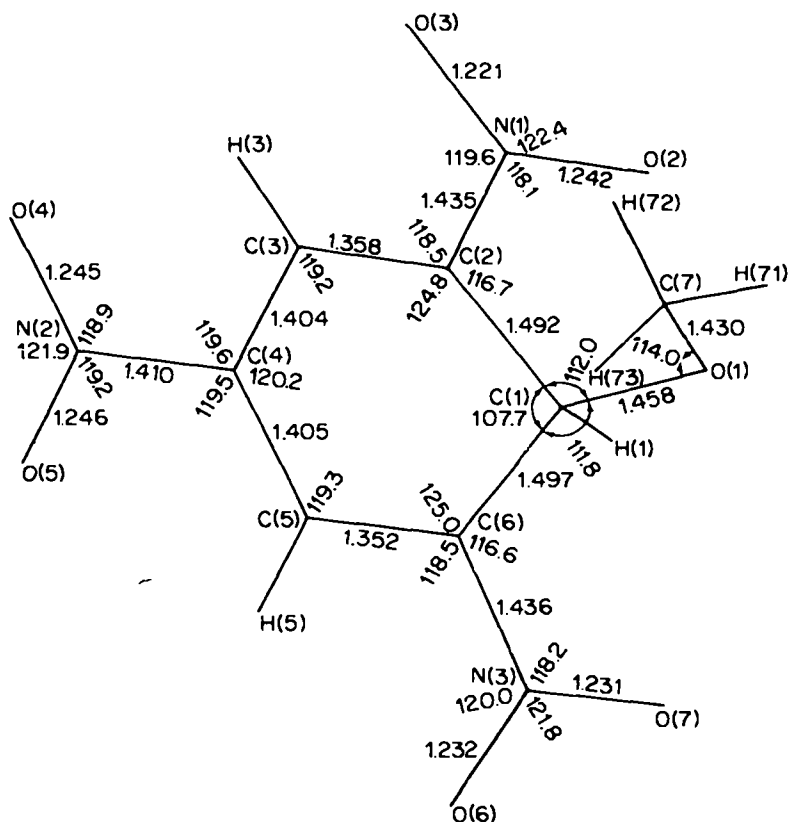 O(3)
1.221
N(1)
122.4
H(3)
119.6
118.1
O(2)
1.242
H(72)
O(4)
1.435
118.5
C(3)
1.358
C(2)
119.2
124.8
116.7
C(7)
H(71)
1.245
1.404
1.492
1.430
N(2)
118.9
119.6
C(4)
112.0
114.0
121.9
119.2
1.410
119.5
120.2
H(73)
O(1)
C(1)
1.458
1.246
107.7
H(1)
O(5)
1.405
111.8
1.497
119.3
125.0
C(5)
C(6)
1.352
118.5
116.6
H(5)
1.436
N(3)
118.2
120.0
1.231
121.8
O(7)
1.232
O(6)